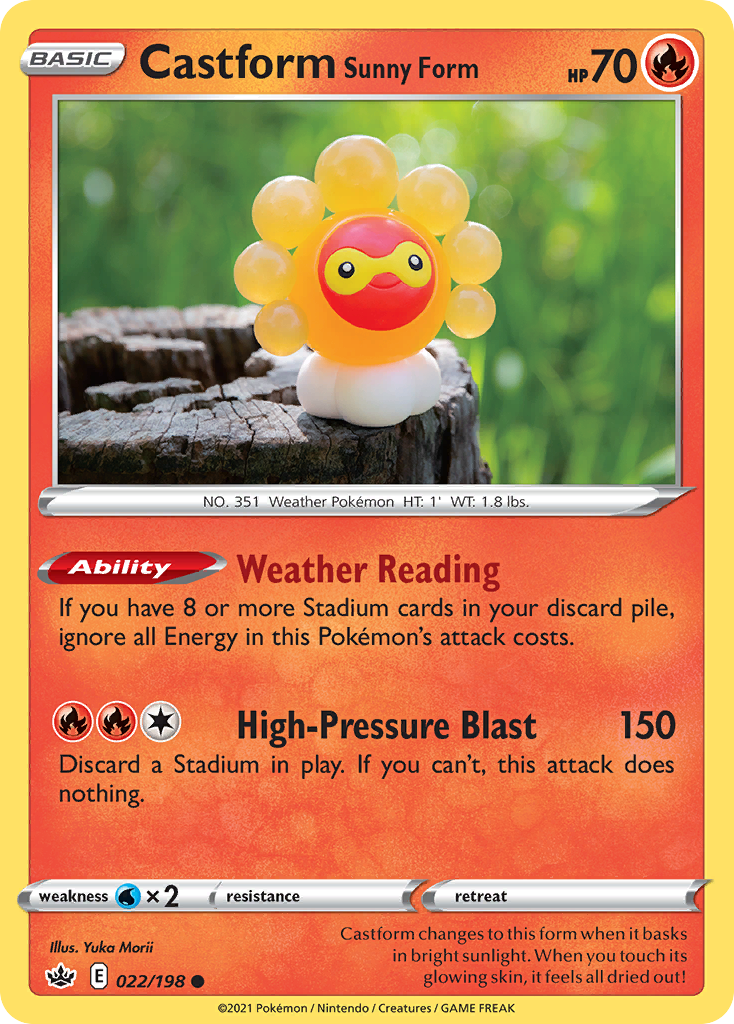 BASIC
Castform Sunny Form HP 70
NO. 351 Weather Pokémon HT: 1' WT: 1.8 lbs.
Ability Weather Reading
If you have 8 or more Stadium cards in your discard pile,
ignore all Energy in this Pokémon's attack costs.
High-Pressure Blast 150
Discard a Stadium in play. If you can't, this attack does
nothing.
weakness ×2 resistance retreat
Illus. Yuka Morii
Castform changes to this form when it basks
in bright sunlight. When you touch its
glowing skin, it feels all dried out!
E 022/198
©2021 Pokémon / Nintendo / Creatures / GAME FREAK